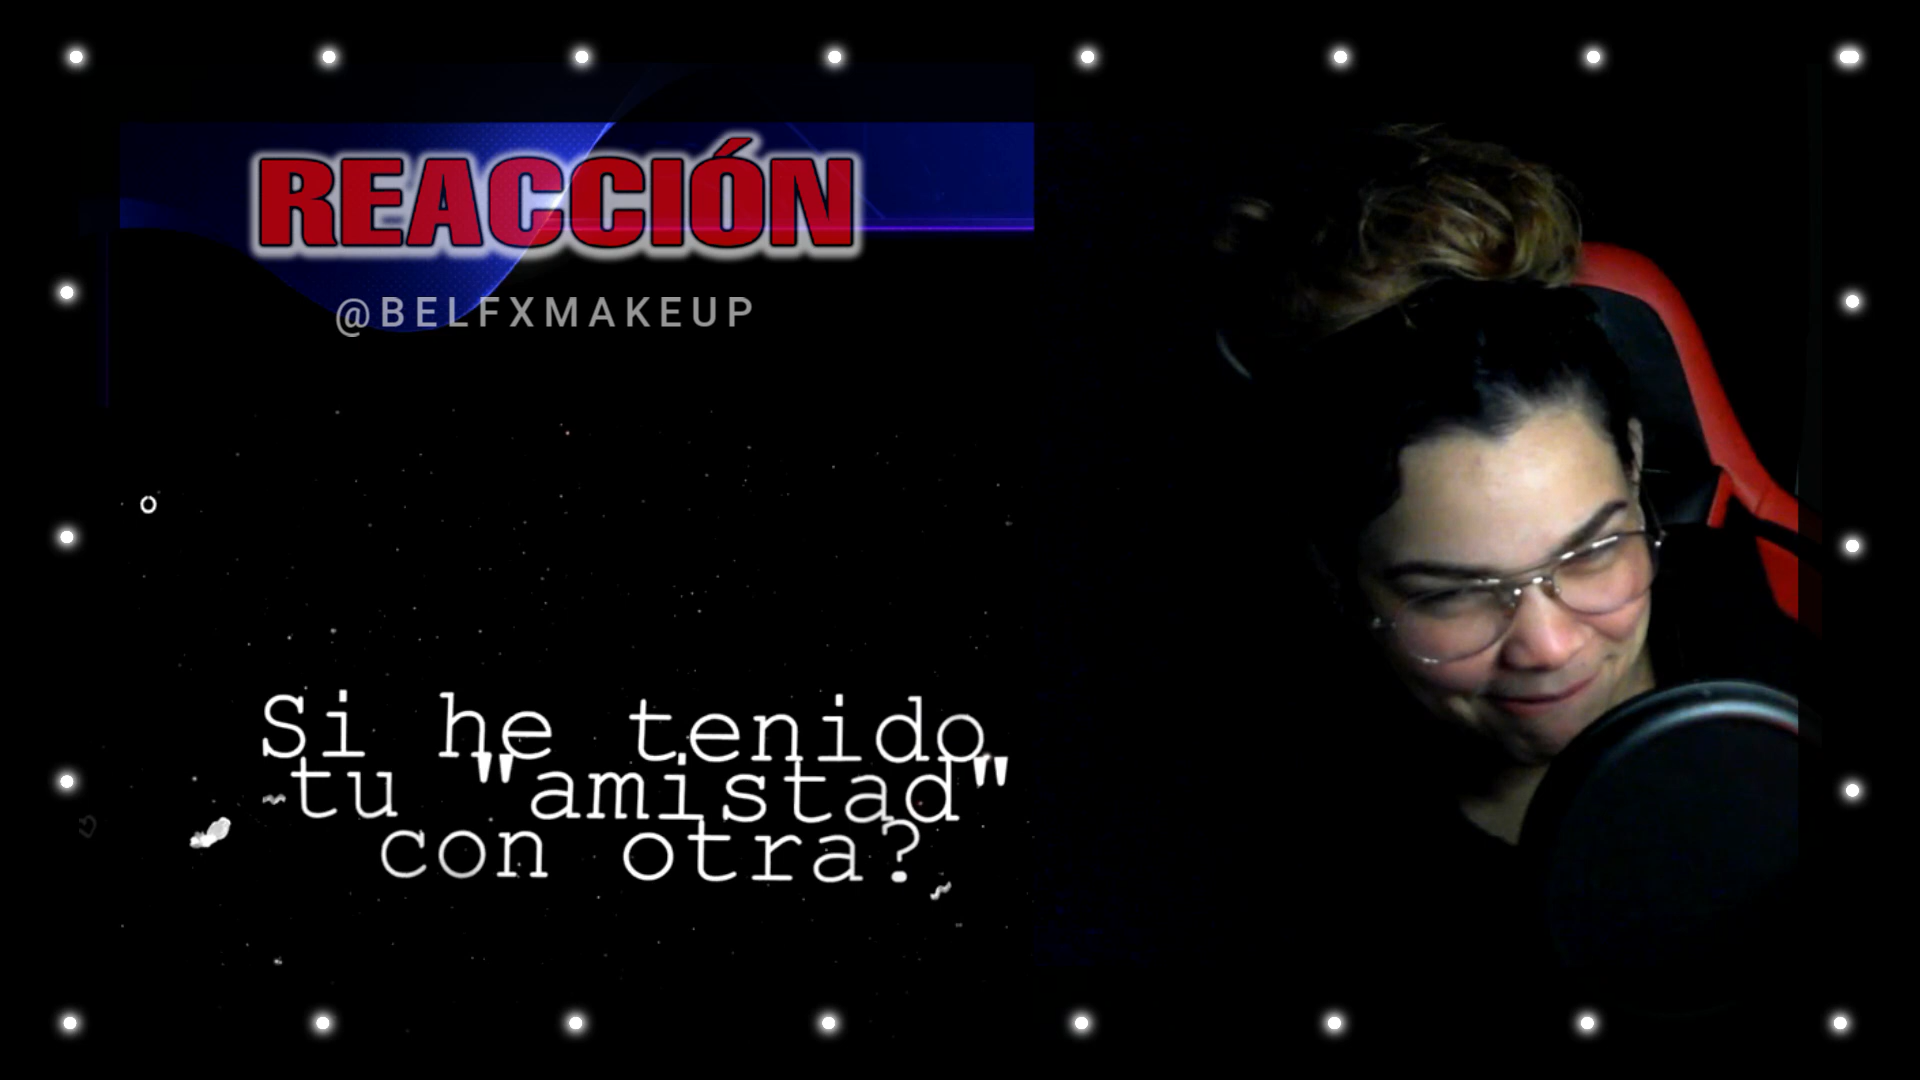 REACCIÓN
@BELFXMAKEUP
Si he tenido
tu "amistad"
con otra?